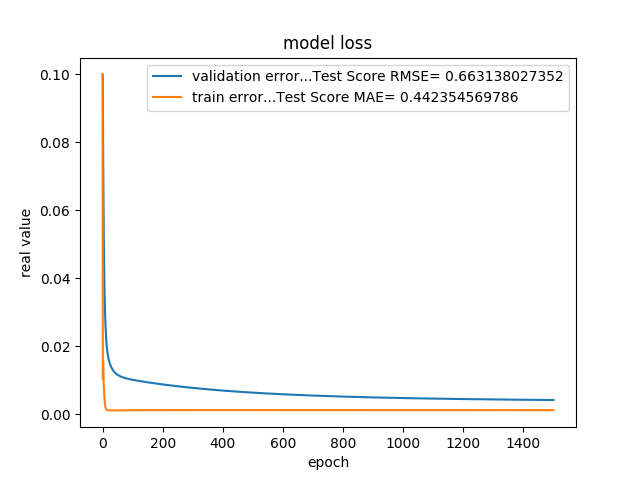 model loss
validation error...Test Score RMSE= 0.663138027352
train error...Test Score MAE= 0.442354569786
0.10
0.08
0.06
0.04
0.02
0.00
real value
0 200 400 600 800 1000 1200 1400
epoch